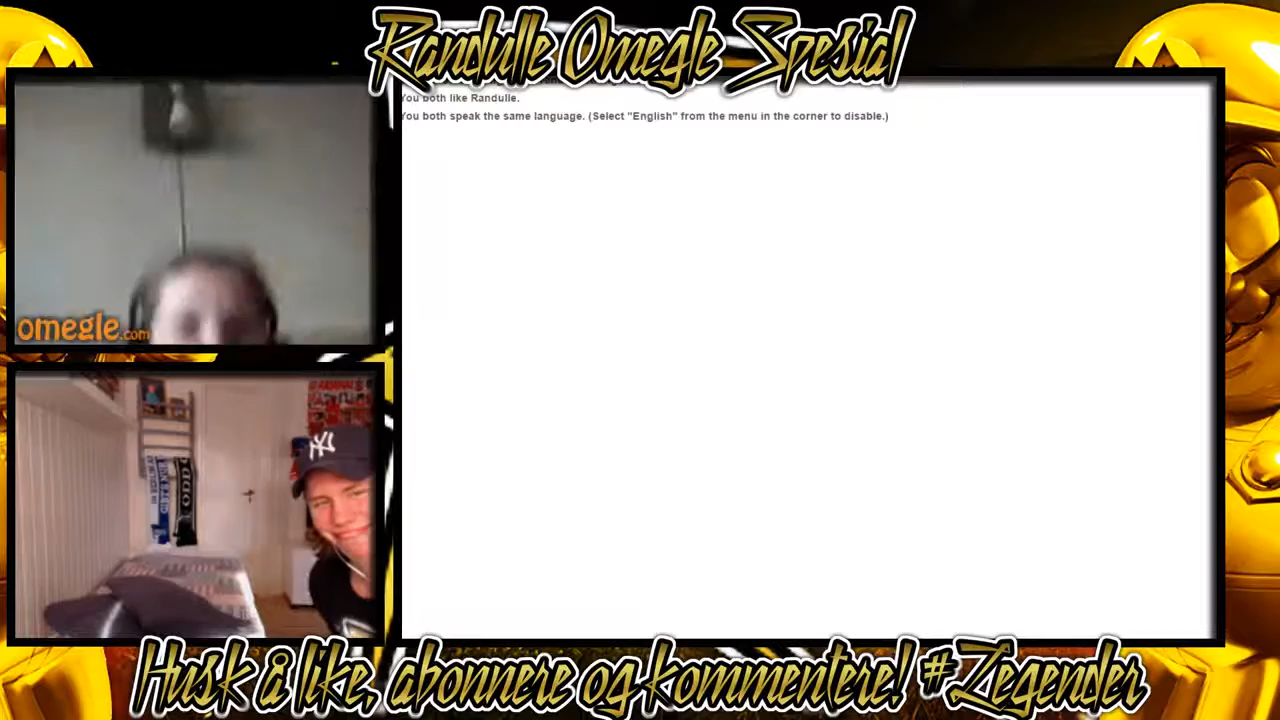 Randulle Omegle Spesial
You both like Randulle.
You both speak the same language. (Select "English" from the menu in the corner to disable.)
omegle.com
NY
Husk å like, abonnere og kommentere! #Legender